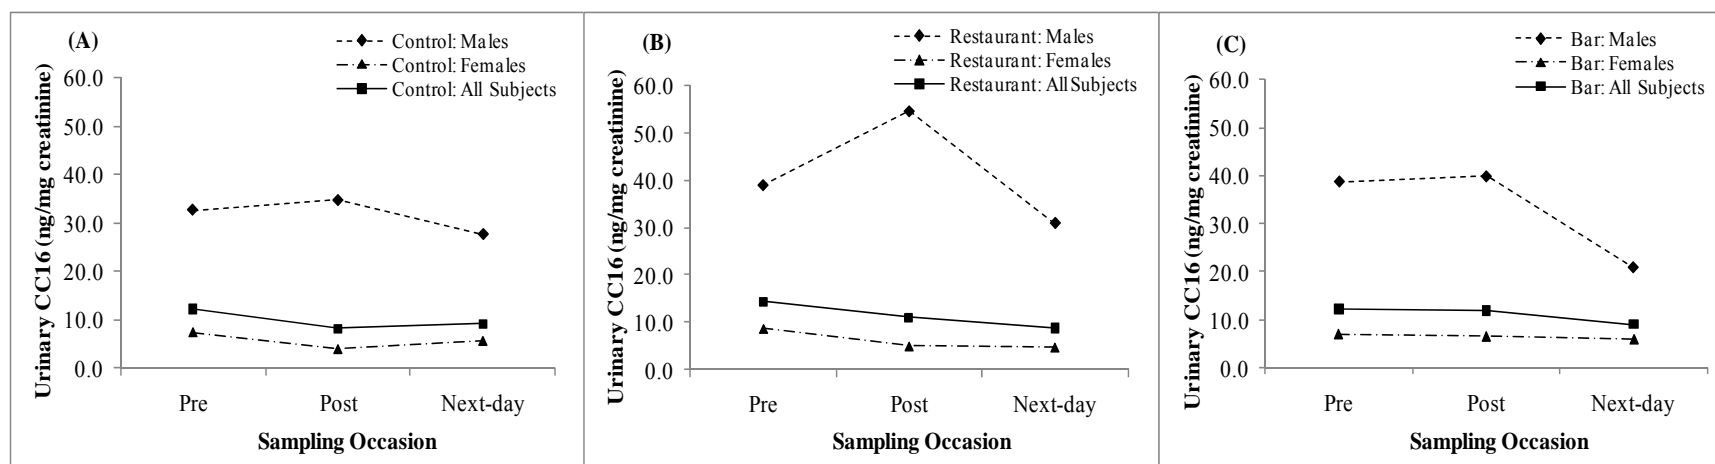 (A)
Control: Males
Control: Females
Control: All Subjects
Urinary CC16 (ng/mg creatinine)
60.0
50.0
40.0
30.0
20.0
10.0
0.0
Pre Post Next-day
Sampling Occasion
(B)
Restaurant: Males
Restaurant: Females
Restaurant: All Subjects
Urinary CC16 (ng/mg creatinine)
60.0
50.0
40.0
30.0
20.0
10.0
0.0
Pre Post Next-day
Sampling Occasion
(C)
Bar: Males
Bar: Females
Bar: All Subjects
Urinary CC16 (ng/mg creatinine)
60.0
50.0
40.0
30.0
20.0
10.0
0.0
Pre Post Next-day
Sampling Occasion